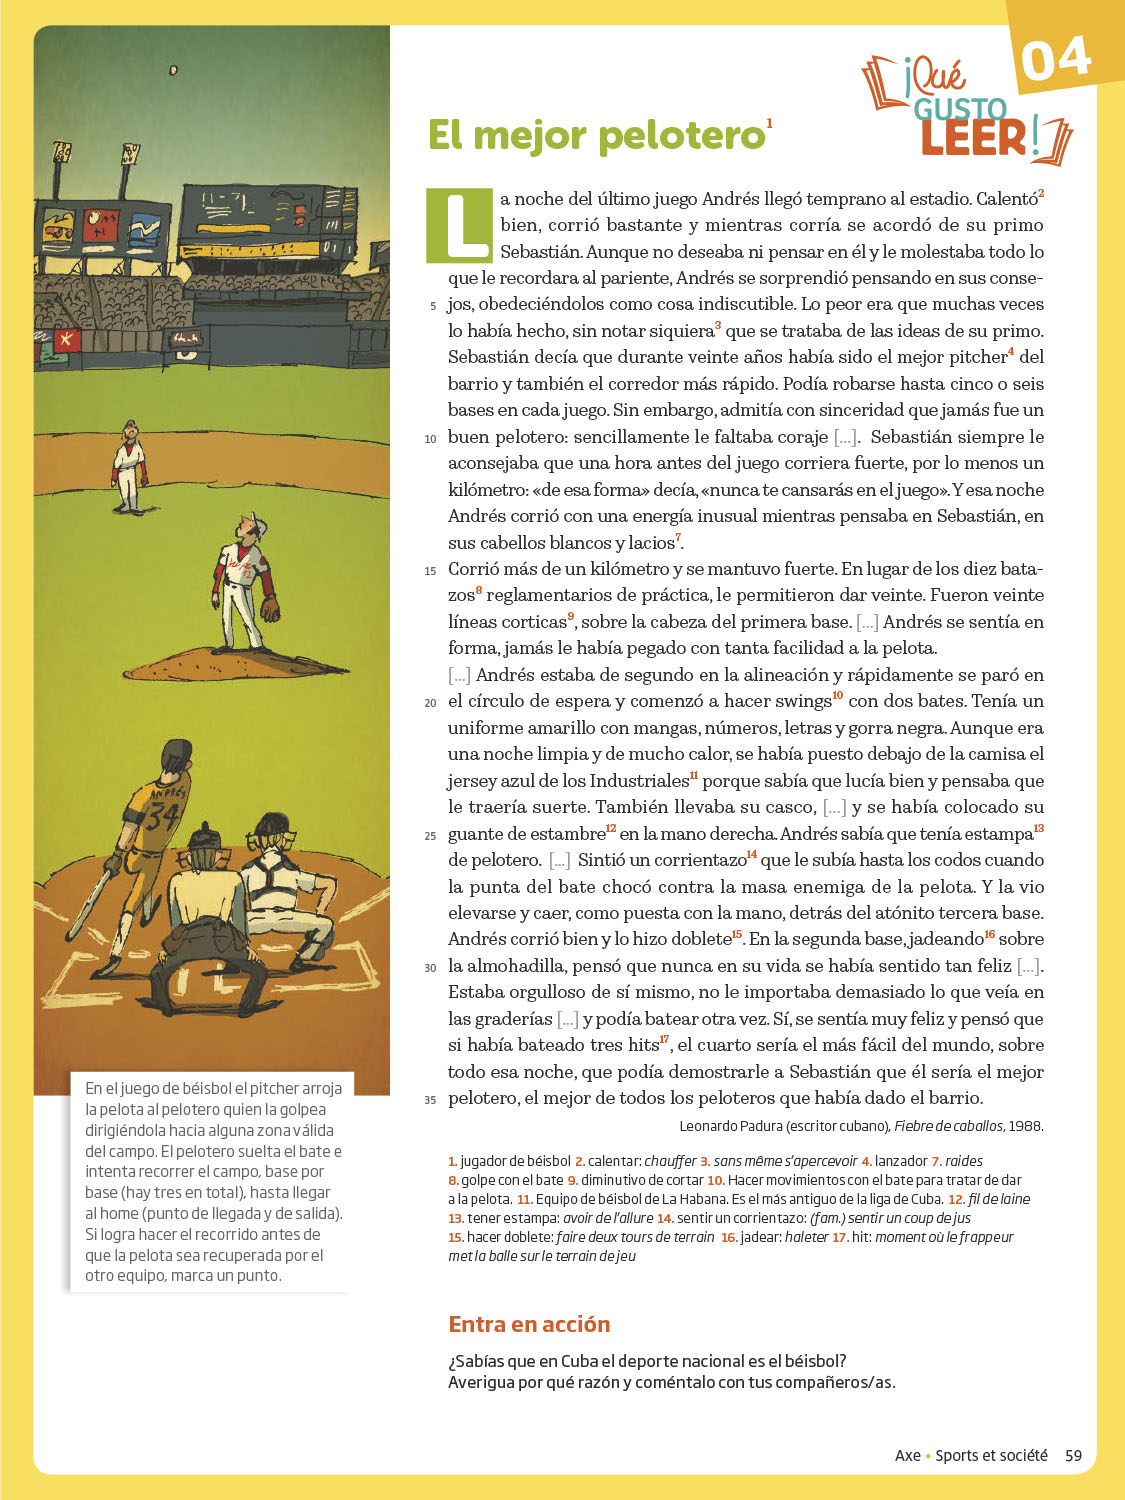 04
¡Qué
GUSTO
LEER!
El mejor pelotero¹
La noche del último juego Andrés llegó temprano al estadio. Calentó²
bien, corrió bastante y mientras corría se acordó de su primo
Sebastián. Aunque no deseaba ni pensar en él y le molestaba todo lo
que le recordara al pariente, Andrés se sorprendió pensando en sus conse-
5 jos, obedeciéndolos como cosa indiscutible. Lo peor era que muchas veces
lo había hecho, sin notar siquiera³ que se trataba de las ideas de su primo.
Sebastián decía que durante veinte años había sido el mejor pitcher⁴ del
barrio y también el corredor más rápido. Podía robarse hasta cinco o seis
bases en cada juego. Sin embargo, admitía con sinceridad que jamás fue un
10 buen pelotero: sencillamente le faltaba coraje [...]. Sebastián siempre le
aconsejaba que una hora antes del juego corriera fuerte, por lo menos un
kilómetro: «de esa forma» decía, «nunca te cansarás en el juego». Y esa noche
Andrés corrió con una energía inusual mientras pensaba en Sebastián, en
sus cabellos blancos y lacios⁷.
15 Corrió más de un kilómetro y se mantuvo fuerte. En lugar de los diez bata-
zos⁸ reglamentarios de práctica, le permitieron dar veinte. Fueron veinte
líneas corticas⁹, sobre la cabeza del primera base. [...] Andrés se sentía en
forma, jamás le había pegado con tanta facilidad a la pelota.
[...] Andrés estaba de segundo en la alineación y rápidamente se paró en
20 el círculo de espera y comenzó a hacer swings¹⁰ con dos bates. Tenía un
uniforme amarillo con mangas, números, letras y gorra negra. Aunque era
una noche limpia y de mucho calor, se había puesto debajo de la camisa el
jersey azul de los Industriales¹¹ porque sabía que lucía bien y pensaba que
le traería suerte. También llevaba su casco, [...] y se había colocado su
25 guante de estambre¹² en la mano derecha. Andrés sabía que tenía estampa¹³
de pelotero. [...] Sintió un corrientazo¹⁴ que le subía hasta los codos cuando
la punta del bate chocó contra la masa enemiga de la pelota. Y la vio
elevarse y caer, como puesta con la mano, detrás del atónito tercera base.
Andrés corrió bien y lo hizo doblete¹⁵. En la segunda base, jadeando¹⁶ sobre
30 la almohadilla, pensó que nunca en su vida se había sentido tan feliz [...].
Estaba orgulloso de sí mismo, no le importaba demasiado lo que veía en
las graderías [...] y podía batear otra vez. Sí, se sentía muy feliz y pensó que
si había bateado tres hits¹⁷, el cuarto sería el más fácil del mundo, sobre
todo esa noche, que podía demostrarle a Sebastián que él sería el mejor
35 pelotero, el mejor de todos los peloteros que había dado el barrio.
Leonardo Padura (escritor cubano), Fiebre de caballos, 1988.
1. jugador de béisbol 2. calentar: chauffer 3. sans même s'apercevoir 4. lanzador 7. raides
8. golpe con el bate 9. diminutivo de cortar 10. Hacer movimientos con el bate para tratar de dar
a la pelota. 11. Equipo de béisbol de La Habana. Es el más antiguo de la liga de Cuba. 12. fil de laine
13. tener estampa: avoir de l'allure 14. sentir un corrientazo: (fam.) sentir un coup de jus
15. hacer doblete: faire deux tours de terrain 16. jadear: haleter 17. hit: moment où le frappeur
met la balle sur le terrain de jeu
ANDRÉS
34
En el juego de béisbol el pitcher arroja
la pelota al pelotero quien la golpea
dirigiéndola hacia alguna zona válida
del campo. El pelotero suelta el bate e
intenta recorrer el campo, base por
base (hay tres en total), hasta llegar
al home (punto de llegada y de salida).
Si logra hacer el recorrido antes de
que la pelota sea recuperada por el
otro equipo, marca un punto.
Entra en acción
¿Sabías que en Cuba el deporte nacional es el béisbol?
Averigua por qué razón y coméntalo con tus compañeros/as.
Axe • Sports et société 59